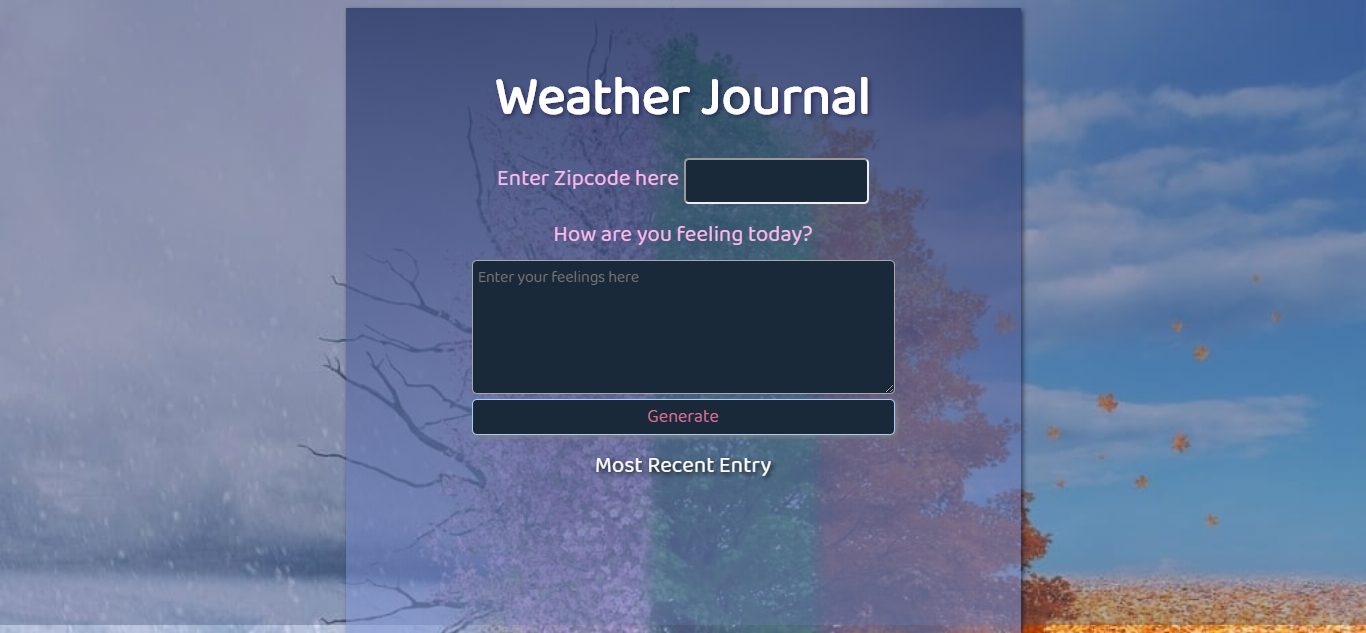 Weather Journal
Enter Zipcode here
How are you feeling today?
Enter your feelings here
Generate
Most Recent Entry